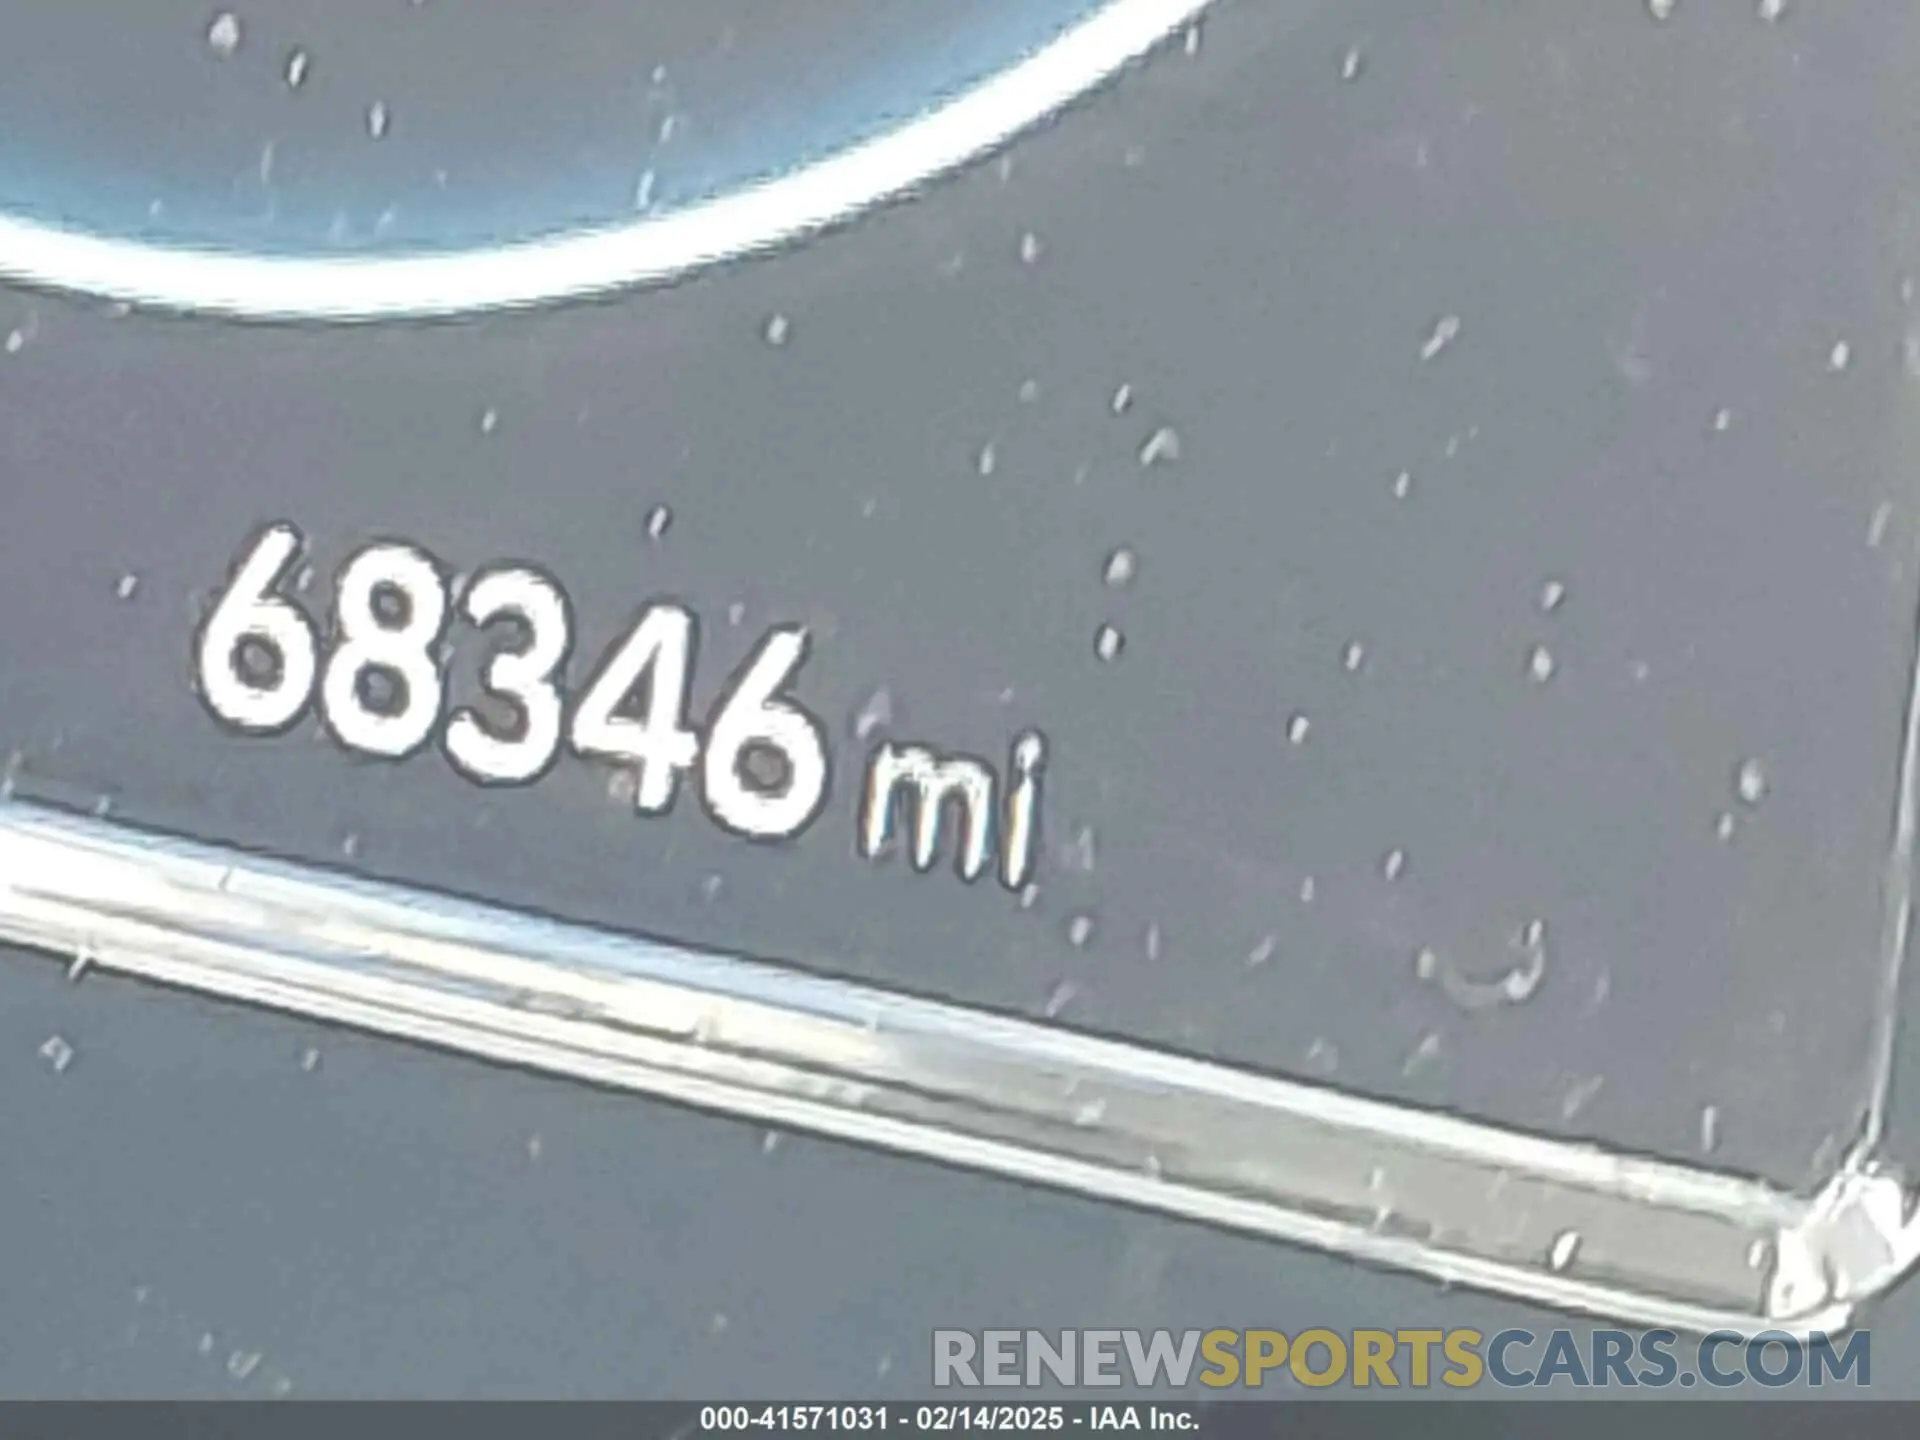 68346 mi
RENEWSPORTSCARS.COM
000-41571031 - 02/14/2025 - IAA Inc.